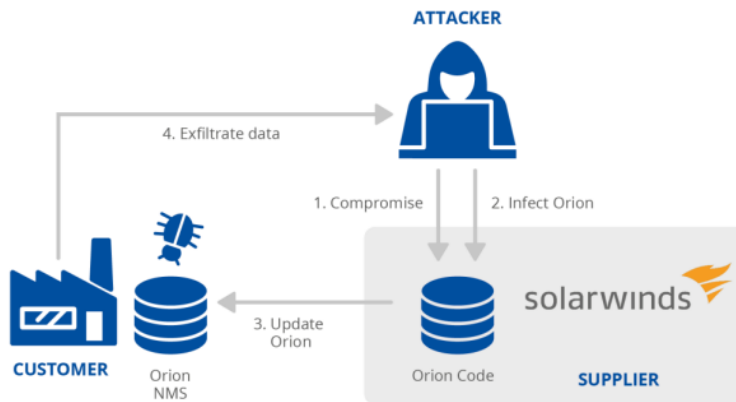 ATTACKER
4. Exfiltrate data
1. Compromise
2. Infect Orion
solarwinds
3. Update
Orion
CUSTOMER
Orion
NMS
Orion Code
SUPPLIER